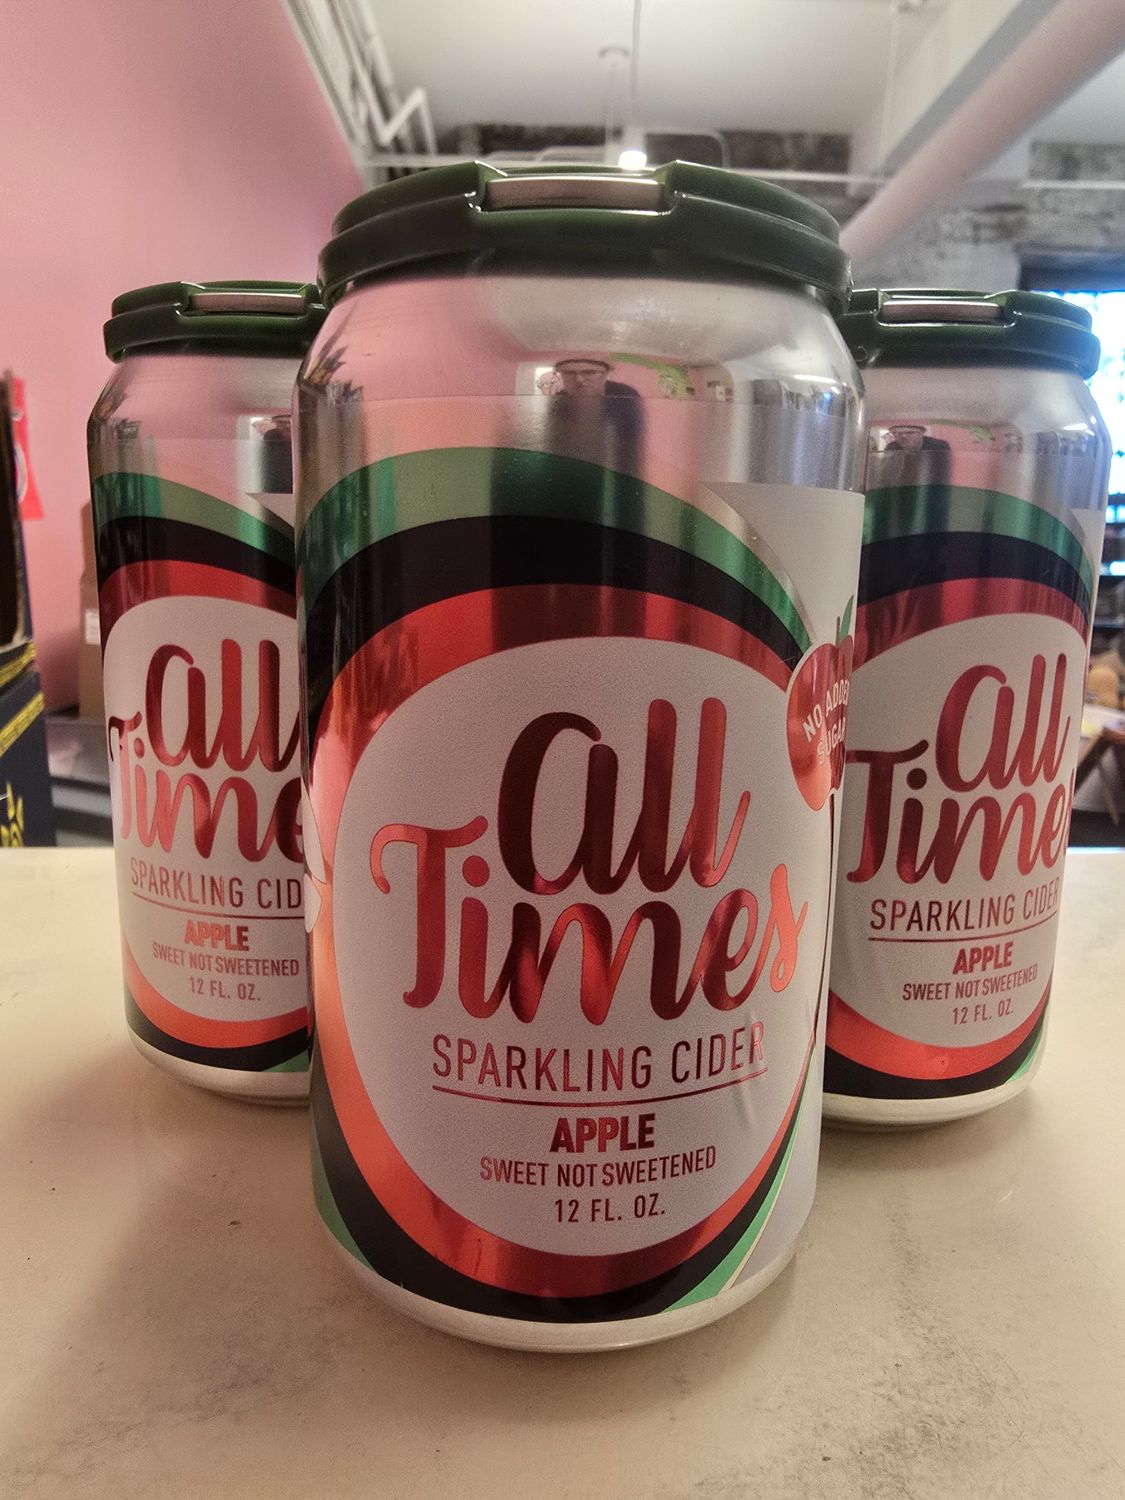 all
Times
SPARKLING CID
APPLE
SWEET NOT SWEETENED
12 FL. OZ.
all
Times
SPARKLING CIDER
APPLE
SWEET NOT SWEETENED
12 FL. OZ.
NO ADDED
SUGAR
all
Times
SPARKLING CIDER
APPLE
SWEET NOT SWEETENED
12 FL. OZ.